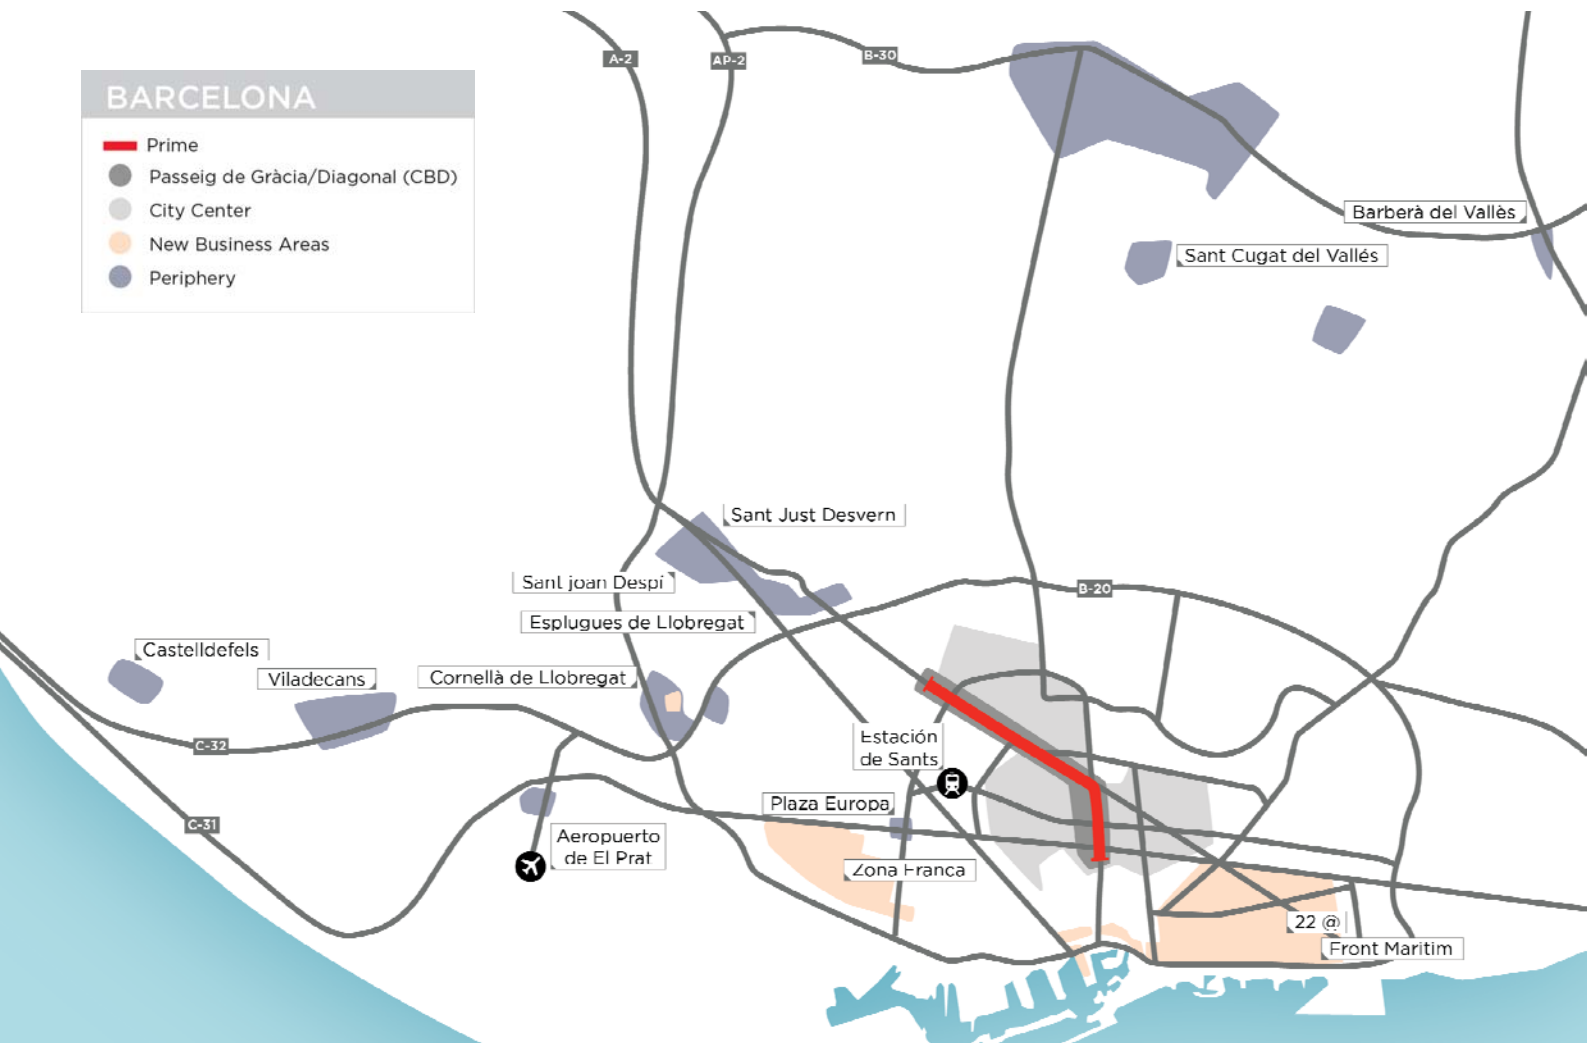 A-2
AP-2
B-30
BARCELONA
Prime
Passeig de Gràcia/Diagonal (CBD)
City Center
New Business Areas
Periphery
Barberà del Vallès
Sant Cugat del Vallés
Sant Just Desvern
Sant joan Despí
B-20
Esplugues de Llobregat
Castelldefels
Viladecans
Cornellà de Llobregat
C-32
Estación
de Sants
Plaza Europa
C-31
Aeropuerto
de El Prat
Zona Franca
22 @
Front Maritim